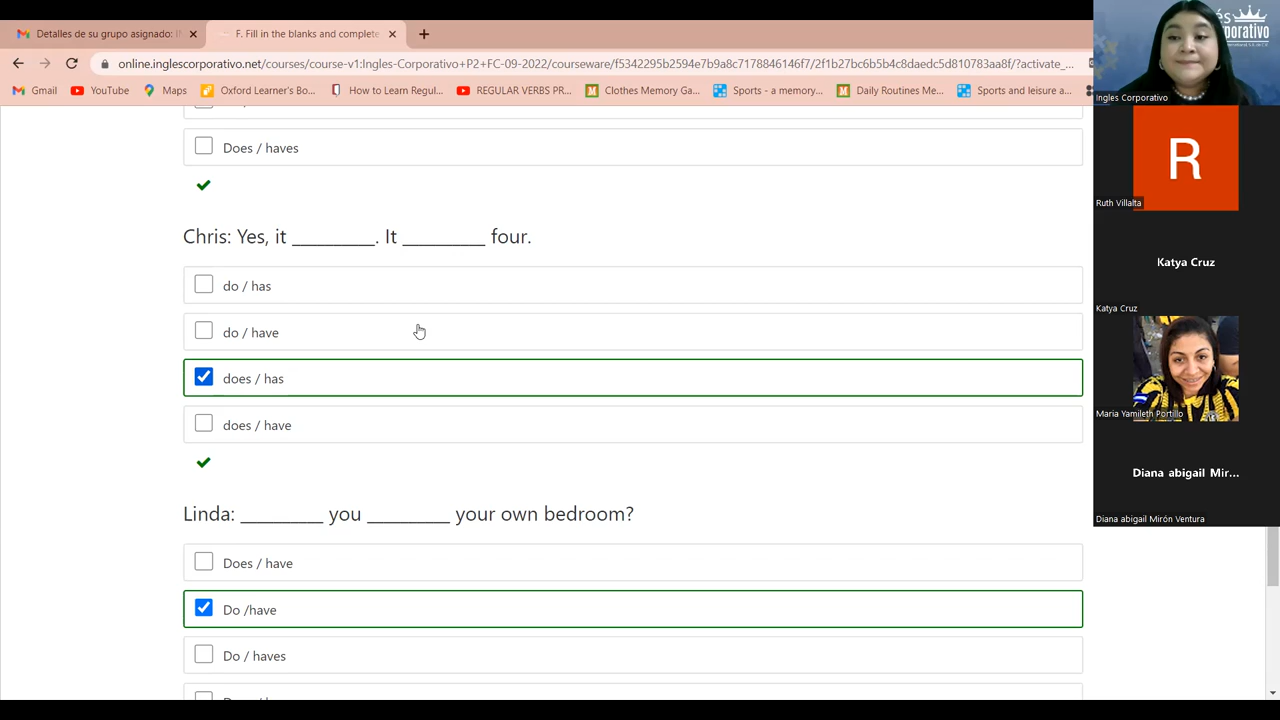 Detalles de su grupo asignado: I
F. Fill in the blanks and complete
online.inglescorporativo.net/courses/course-v1:Ingles-Corporativo+P2+FC-09-2022/courseware/f5342295b2594e7b9a8c7178846146f7/2f1b27bc6b5b4c8daedc5d810783aa8f/?activate_...
Gmail YouTube Maps Oxford Learner's Bo... How to Learn Regul... REGULAR VERBS PR... Clothes Memory Ga... Sports - a memory... Daily Routines Me... Sports and leisure a...
Does / haves
Chris: Yes, it __________. It __________ four.
do / has
do / have
does / has
does / have
Linda: __________ you __________ your own bedroom?
Does / have
Do /have
Do / haves
Ingles Corporativo
R
Ruth Villalta
Katya Cruz
Katya Cruz
Maria Yamileth Portillo
Diana abigail Mir...
Diana abigail Mirón Ventura